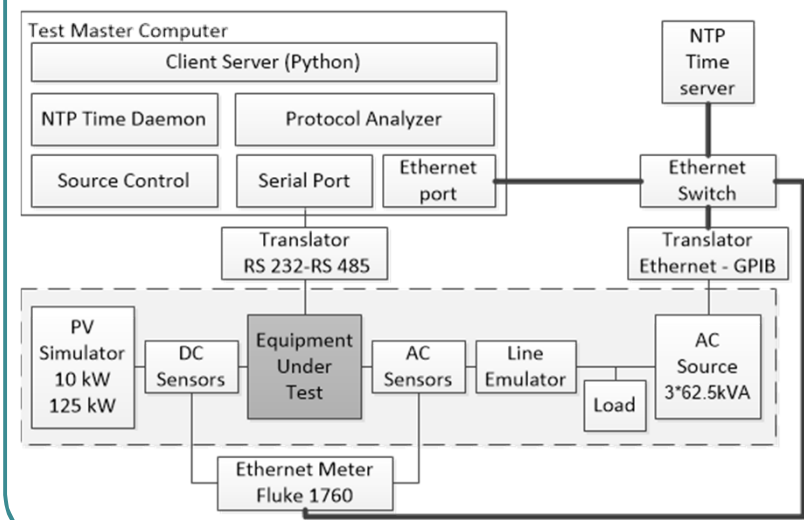 Test Master Computer
Client Server (Python)
NTP Time Daemon
Protocol Analyzer
Source Control
Serial Port
Ethernet
port
NTP
Time
server
Ethernet
Switch
Translator
RS 232-RS 485
Translator
Ethernet - GPIB
PV
Simulator
10 kW
125 kW
DC
Sensors
Equipment
Under
Test
AC
Sensors
Line
Emulator
Load
AC
Source
3*62.5kVA
Ethernet Meter
Fluke 1760